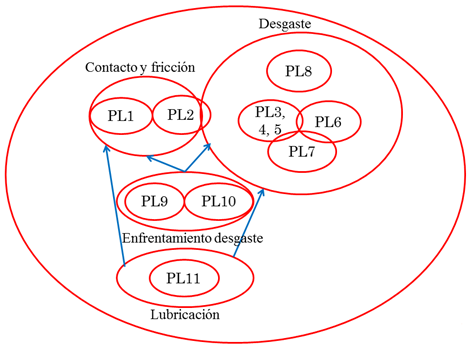 Desgaste
Contacto y fricción
PL8
PL1
PL2
PL3,
4, 5
PL6
PL7
PL9
PL10
Enfrentamiento desgaste
PL11
Lubricación